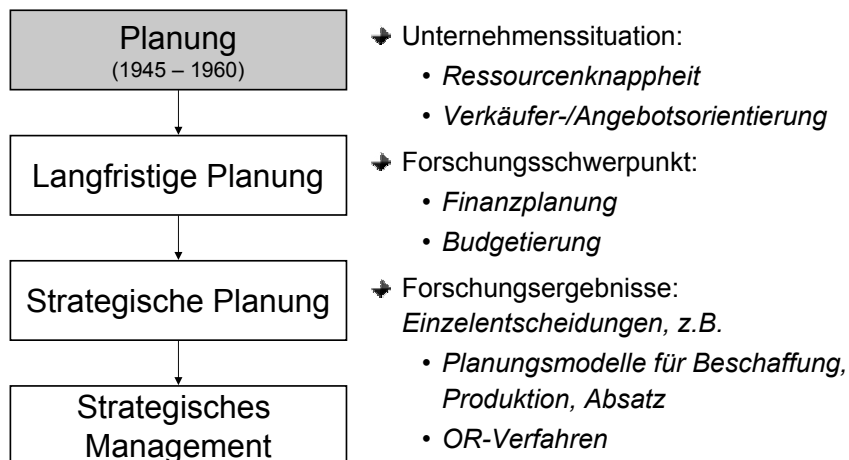 Planung
(1945 – 1960)
Langfristige Planung
Strategische Planung
Strategisches
Management
Unternehmenssituation:
• Ressourcenknappheit
• Verkäufer-/Angebotsorientierung
Forschungsschwerpunkt:
• Finanzplanung
• Budgetierung
Forschungsergebnisse:
Einzelentscheidungen, z.B.
• Planungsmodelle für Beschaffung,
Produktion, Absatz
• OR-Verfahren